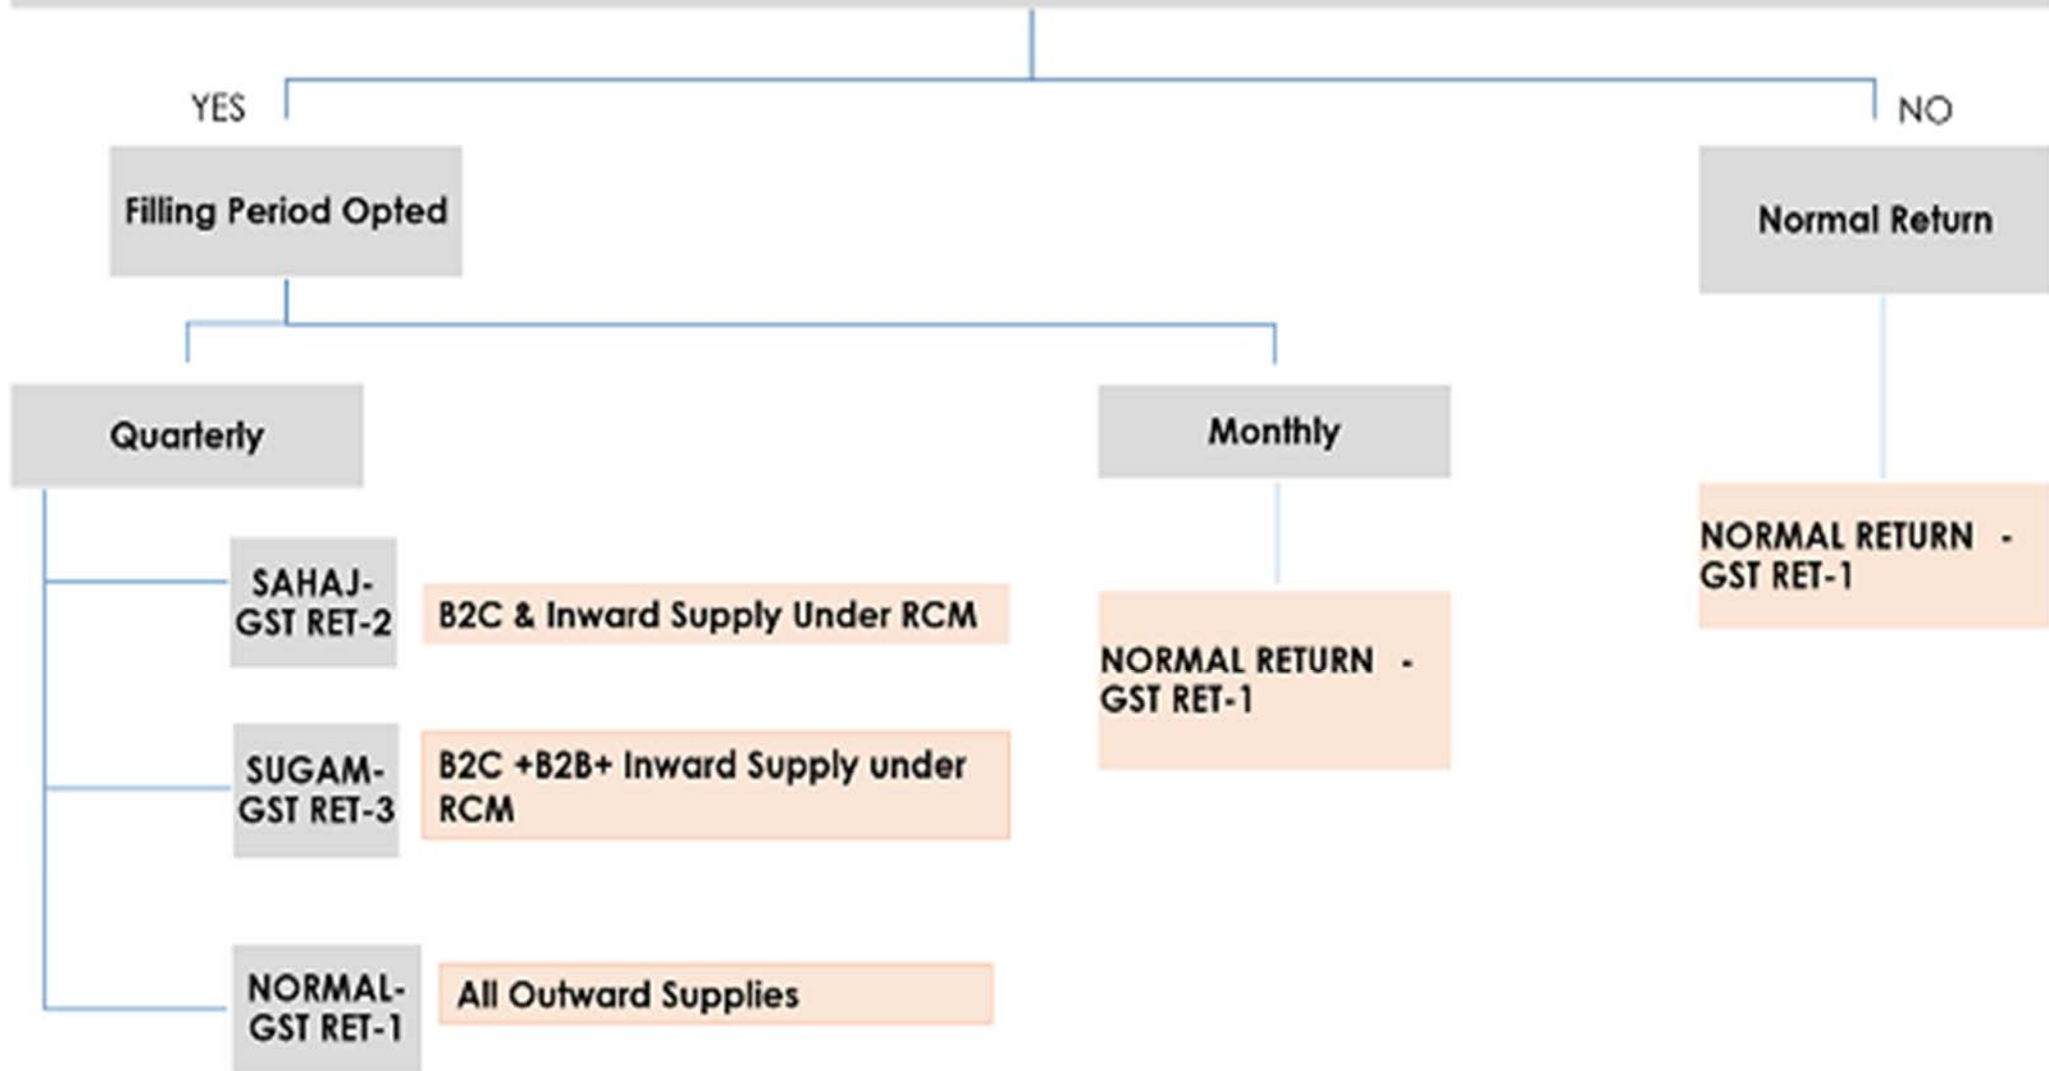 YES
NO
Filling Period Opted
Normal Return
Quarterly
Monthly
NORMAL RETURN -
GST RET-1
SAHAJ-
GST RET-2
B2C & Inward Supply Under RCM
NORMAL RETURN -
GST RET-1
SUGAM-
GST RET-3
B2C +B2B+ Inward Supply under
RCM
NORMAL-
GST RET-1
All Outward Supplies